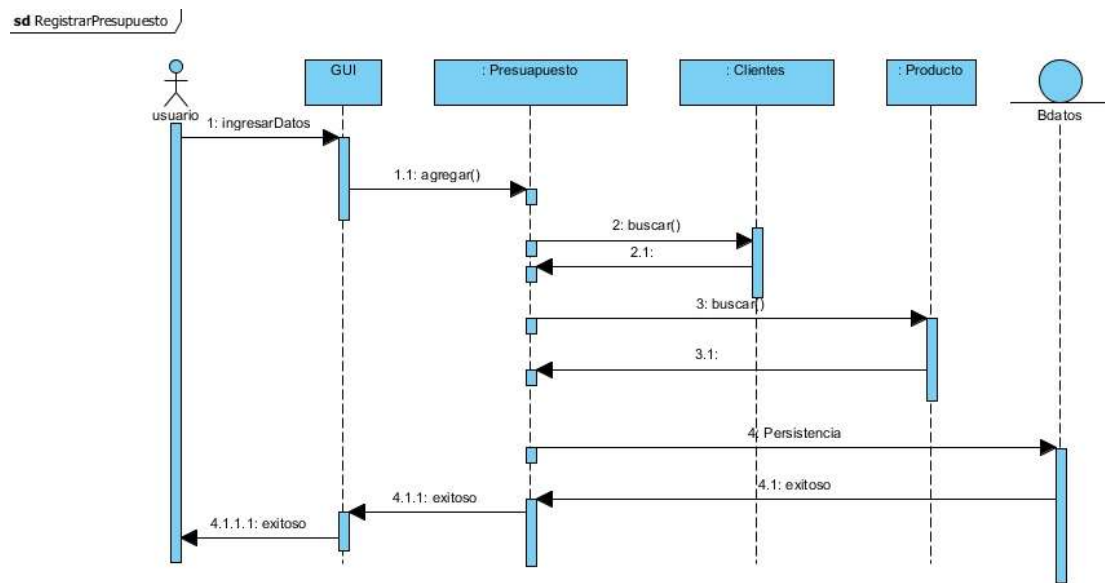 sd RegistrarPresupuesto
GUI
: Presuapuesto
: Clientes
: Producto
usuario
Bdatos
1: ingresarDatos
1.1: agregar()
2: buscar()
2.1:
3: buscar()
3.1:
4: Persistencia
4.1: exitoso
4.1.1: exitoso
4.1.1.1: exitoso